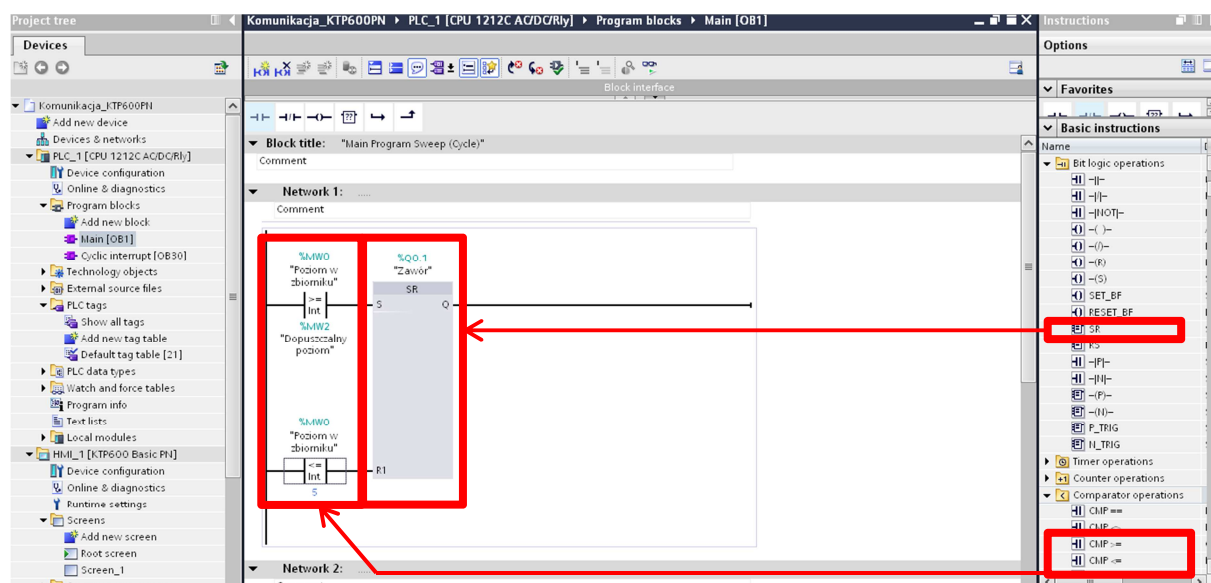 Project tree
Devices
Komunikacja_KTP600PN
Add new device
Devices & networks
PLC_1 [CPU 1212C AC/DC/Rly]
Device configuration
Online & diagnostics
Program blocks
Add new block
Main [OB1]
Cyclic interrupt [OB30]
Technology objects
External source files
PLC tags
Show all tags
Add new tag table
Default tag table [21]
PLC data types
Watch and force tables
Program info
Text lists
Local modules
HMI_1 [KTP600 Basic PN]
Device configuration
Online & diagnostics
Runtime settings
Screens
Add new screen
Root screen
Screen_1
Komunikacja_KTP600PN PLC_1 [CPU 1212C AC/DC/Rly] Program blocks Main [OB1]
Block interface
Block title: "Main Program Sweep (Cycle)"
Comment
Network 1: .....
Comment
%MW0
"Poziom w
zbiorniku"
>=
Int
%MW2
"Dopuszczalny
poziom"
%Q0.1
"Zawór"
SR
S Q
%MW0
"Poziom w
zbiorniku"
<=
Int
5
R1
Network 2:
Instructions
Options
Favorites
Basic instructions
Name
Bit logic operations
-||-
-|/|-
-|NOT|-
-( )-
-(/)-
-(R)
-(S)
SET_BF
RESET_BF
SR
RS
-|P|-
-|N|-
-(P)-
-(N)-
P_TRIG
N_TRIG
Timer operations
Counter operations
Comparator operations
CMP ==
CMP >=
CMP <=